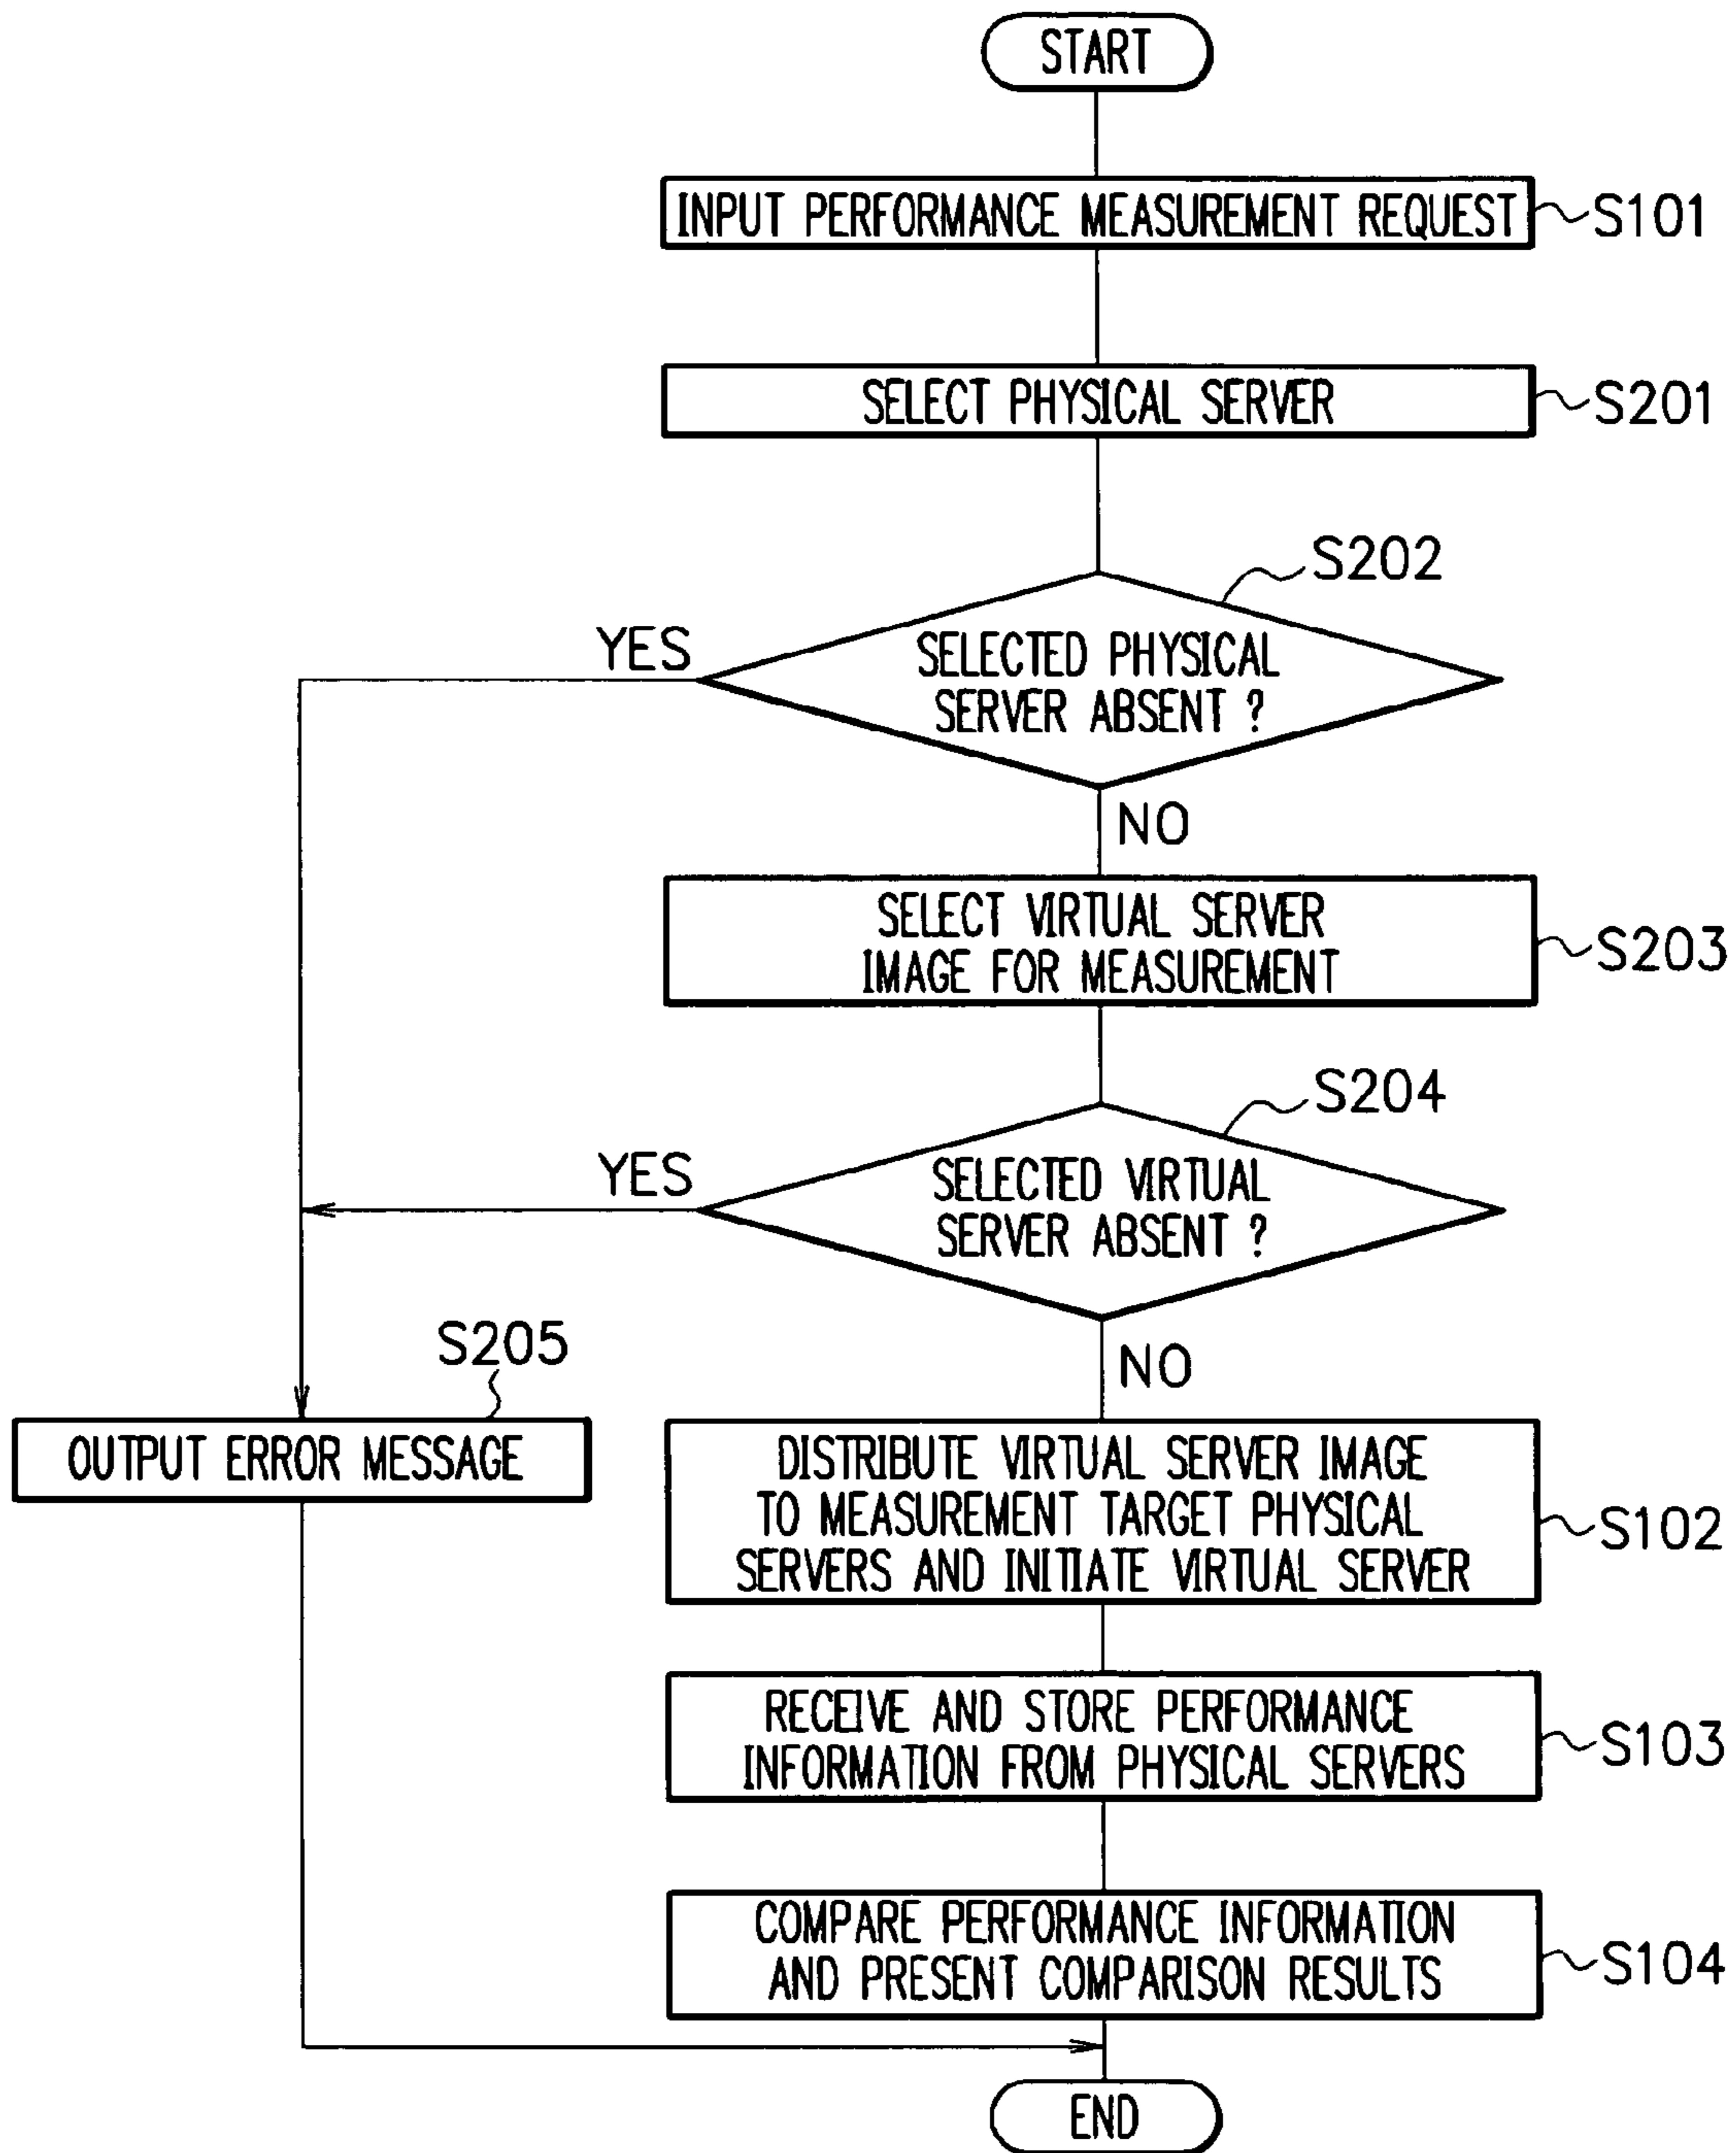 START
INPUT PERFORMANCE MEASUREMENT REQUEST
S101
SELECT PHYSICAL SERVER
S201
S202
YES
SELECTED PHYSICAL
SERVER ABSENT ?
NO
SELECT VIRTUAL SERVER
IMAGE FOR MEASUREMENT
S203
S204
YES
SELECTED VIRTUAL
SERVER ABSENT ?
S205
NO
OUTPUT ERROR MESSAGE
DISTRIBUTE VIRTUAL SERVER IMAGE
TO MEASUREMENT TARGET PHYSICAL
SERVERS AND INITIATE VIRTUAL SERVER
S102
RECEIVE AND STORE PERFORMANCE
INFORMATION FROM PHYSICAL SERVERS
S103
COMPARE PERFORMANCE INFORMATION
AND PRESENT COMPARISON RESULTS
S104
END